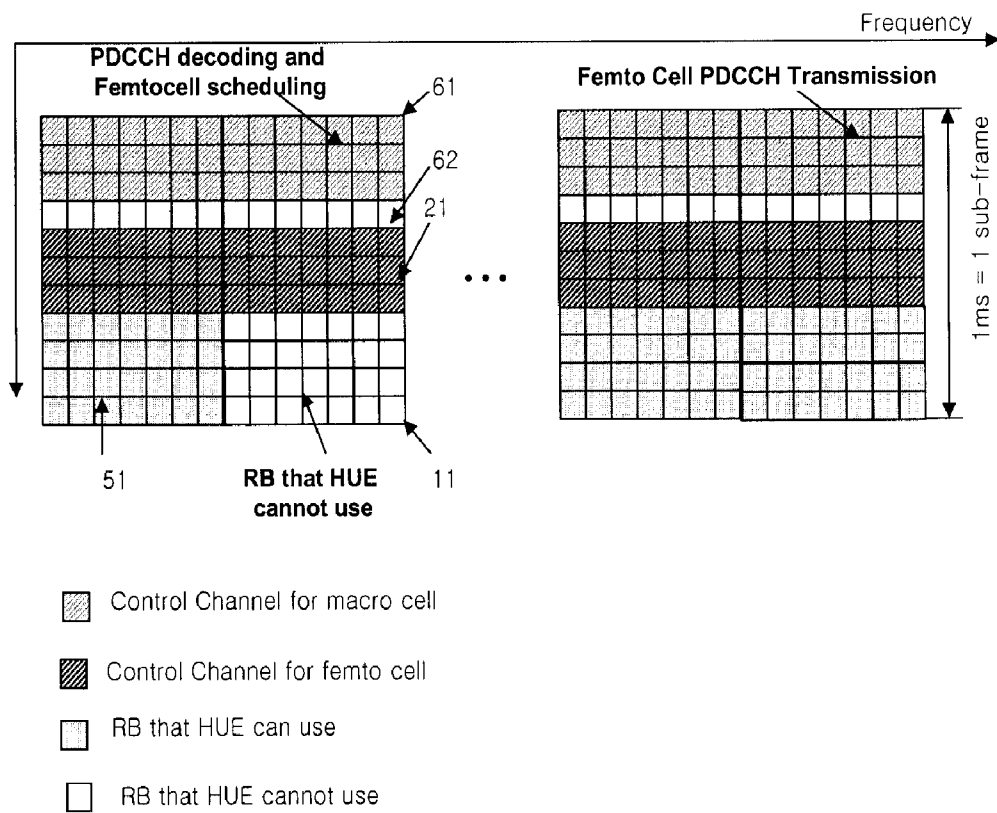 Frequency
PDCCH decoding and
Femtocell scheduling
61
Femto Cell PDCCH Transmission
62
21
1ms = 1 sub-frame
51
RB that HUE
cannot use
11
Control Channel for macro cell
Control Channel for femto cell
RB that HUE can use
RB that HUE cannot use